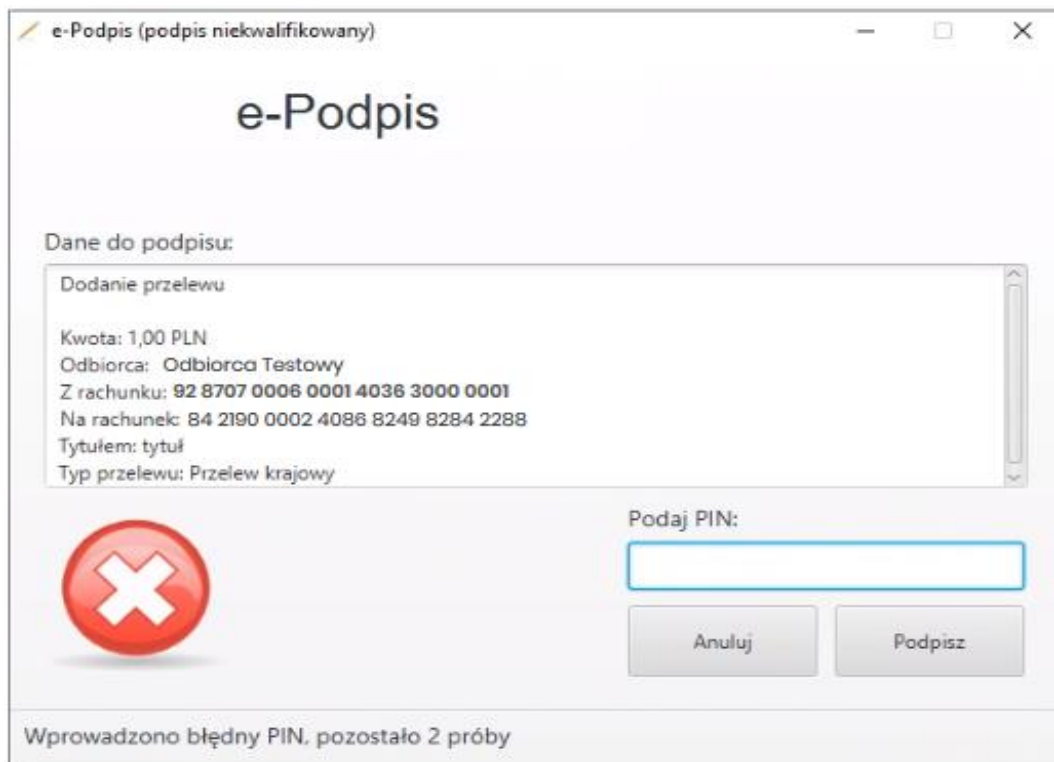 e-Podpis (podpis niekwalifikowany)
e-Podpis
Dane do podpisu:
Dodanie przelewu
Kwota: 1,00 PLN
Odbiorca: Odbiorca Testowy
Z rachunku: 92 8707 0006 0001 4036 3000 0001
Na rachunek: 84 2190 0002 4086 8249 8284 2288
Tytułem: tytuł
Typ przelewu: Przelew krajowy
Podaj PIN:
Anuluj
Podpisz
Wprowadzono błędny PIN, pozostało 2 próby